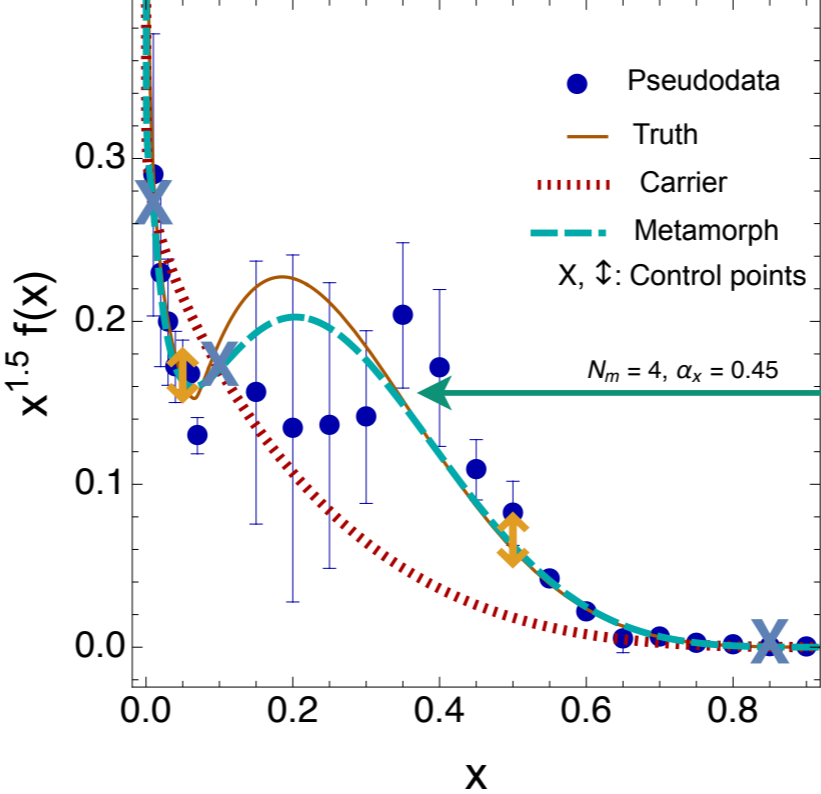 Pseudodata
Truth
Carrier
Metamorph
X, ↕: Control points
N_m = 4, α_x = 0.45
x^1.5 f(x)
0.3
0.2
0.1
0.0
0.0 0.2 0.4 0.6 0.8
x